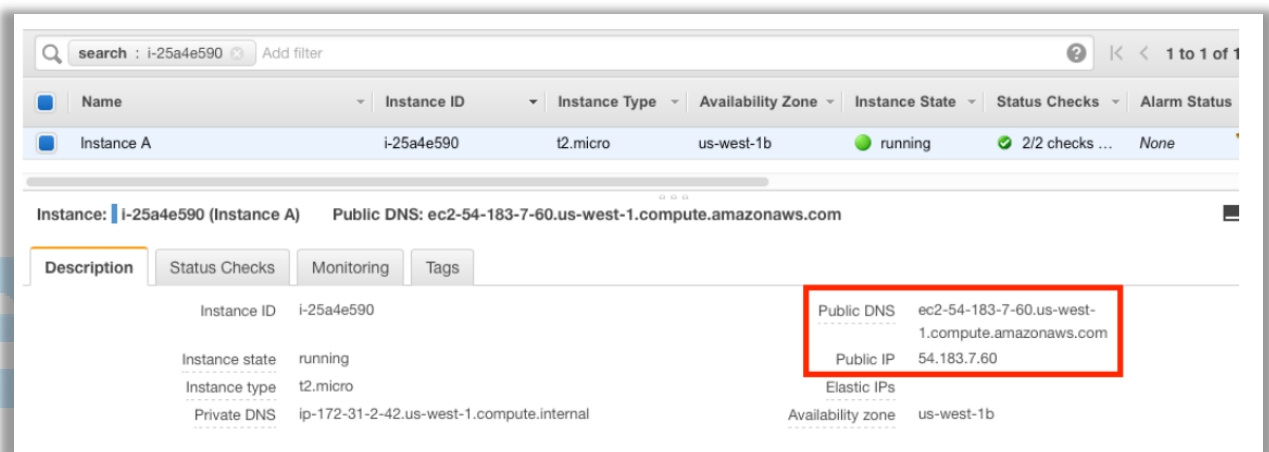 search : i-25a4e590 Add filter 1 to 1 of 1
Name Instance ID Instance Type Availability Zone Instance State Status Checks Alarm Status
Instance A i-25a4e590 t2.micro us-west-1b running 2/2 checks ... None
Instance: i-25a4e590 (Instance A) Public DNS: ec2-54-183-7-60.us-west-1.compute.amazonaws.com
Description Status Checks Monitoring Tags
Instance ID i-25a4e590 Public DNS ec2-54-183-7-60.us-west-
1.compute.amazonaws.com
Instance state running Public IP 54.183.7.60
Instance type t2.micro Elastic IPs
Private DNS ip-172-31-2-42.us-west-1.compute.internal Availability zone us-west-1b